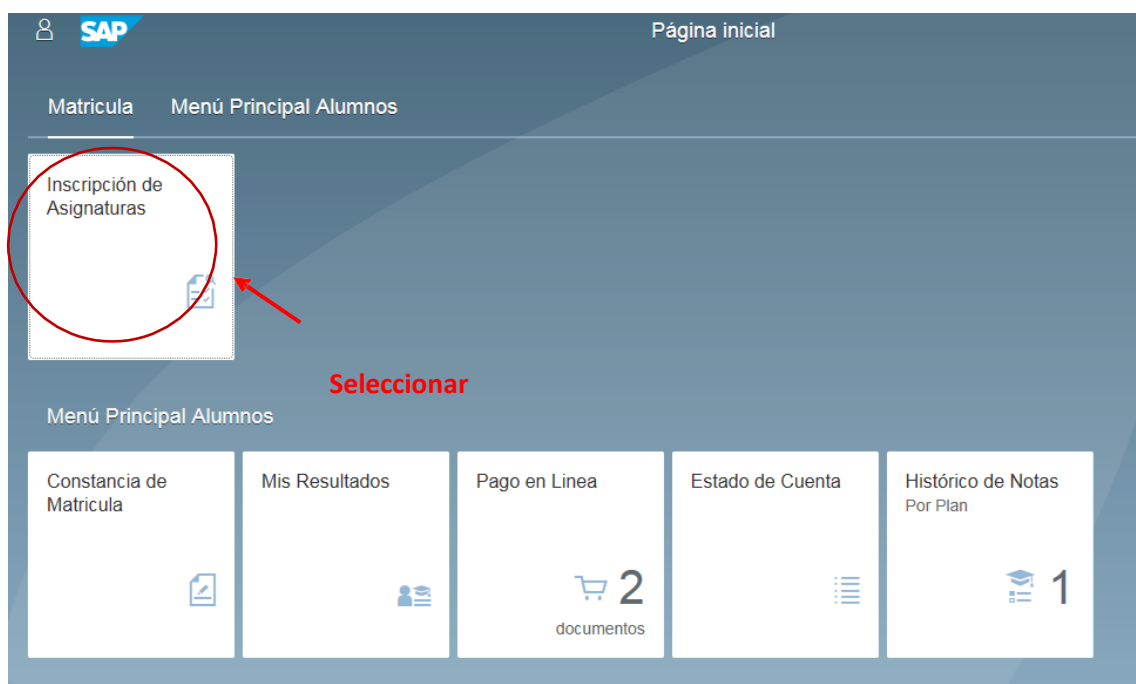 SAP
Página inicial
Matricula
Menú Principal Alumnos
Inscripción de
Asignaturas
Seleccionar
Menú Principal Alumnos
Constancia de
Matricula
Mis Resultados
Pago en Linea
2
documentos
Estado de Cuenta
Histórico de Notas
Por Plan
1